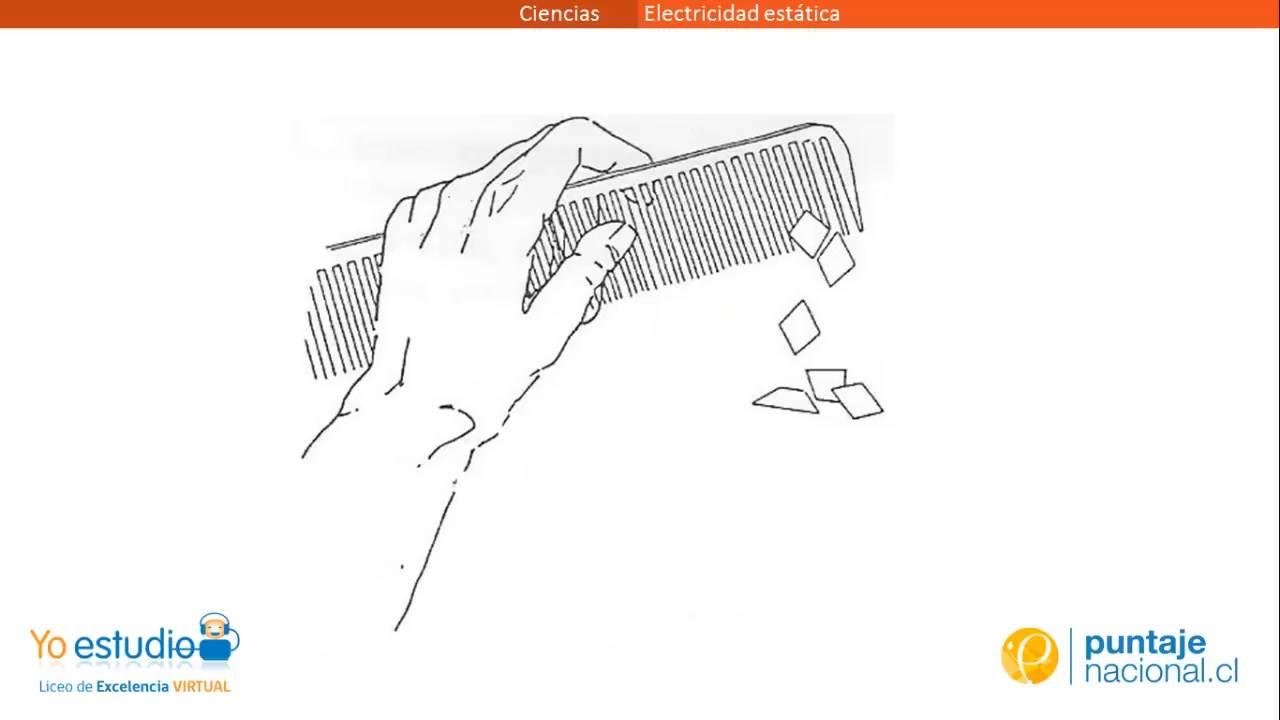 Ciencias Electricidad estática
Yo estudio
Liceo de Excelencia VIRTUAL
puntaje
nacional.cl